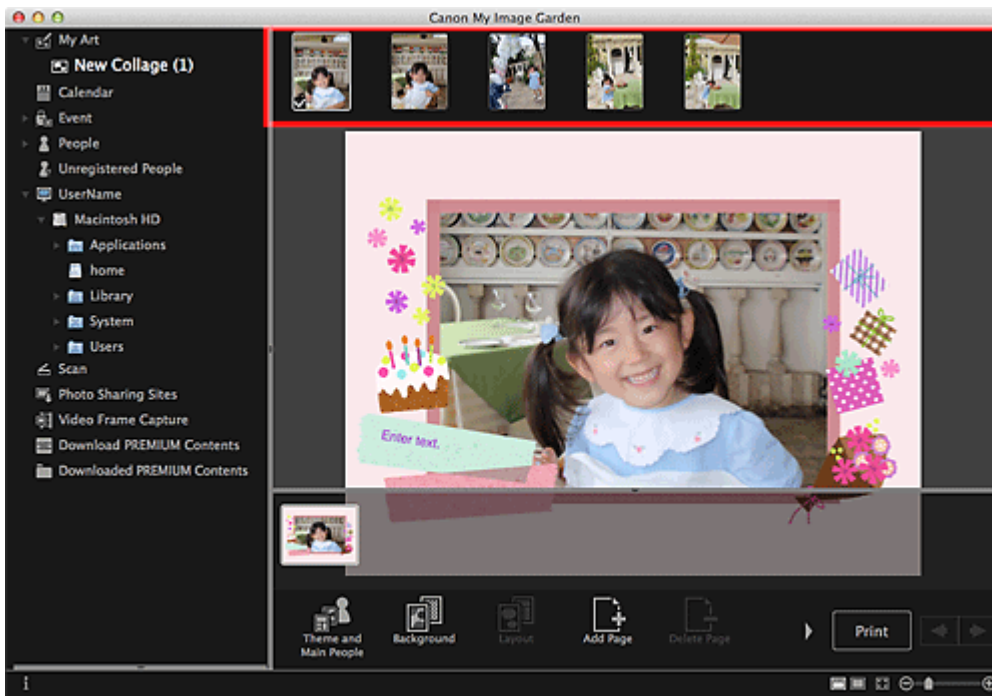 Canon My Image Garden
My Art
New Collage (1)
Calendar
Event
People
Unregistered People
UserName
Macintosh HD
Applications
home
Library
System
Users
Scan
Photo Sharing Sites
Video Frame Capture
Download PREMIUM Contents
Downloaded PREMIUM Contents
Enter text.
Theme and
Main People
Background
Layout
Add Page
Delete Page
Print